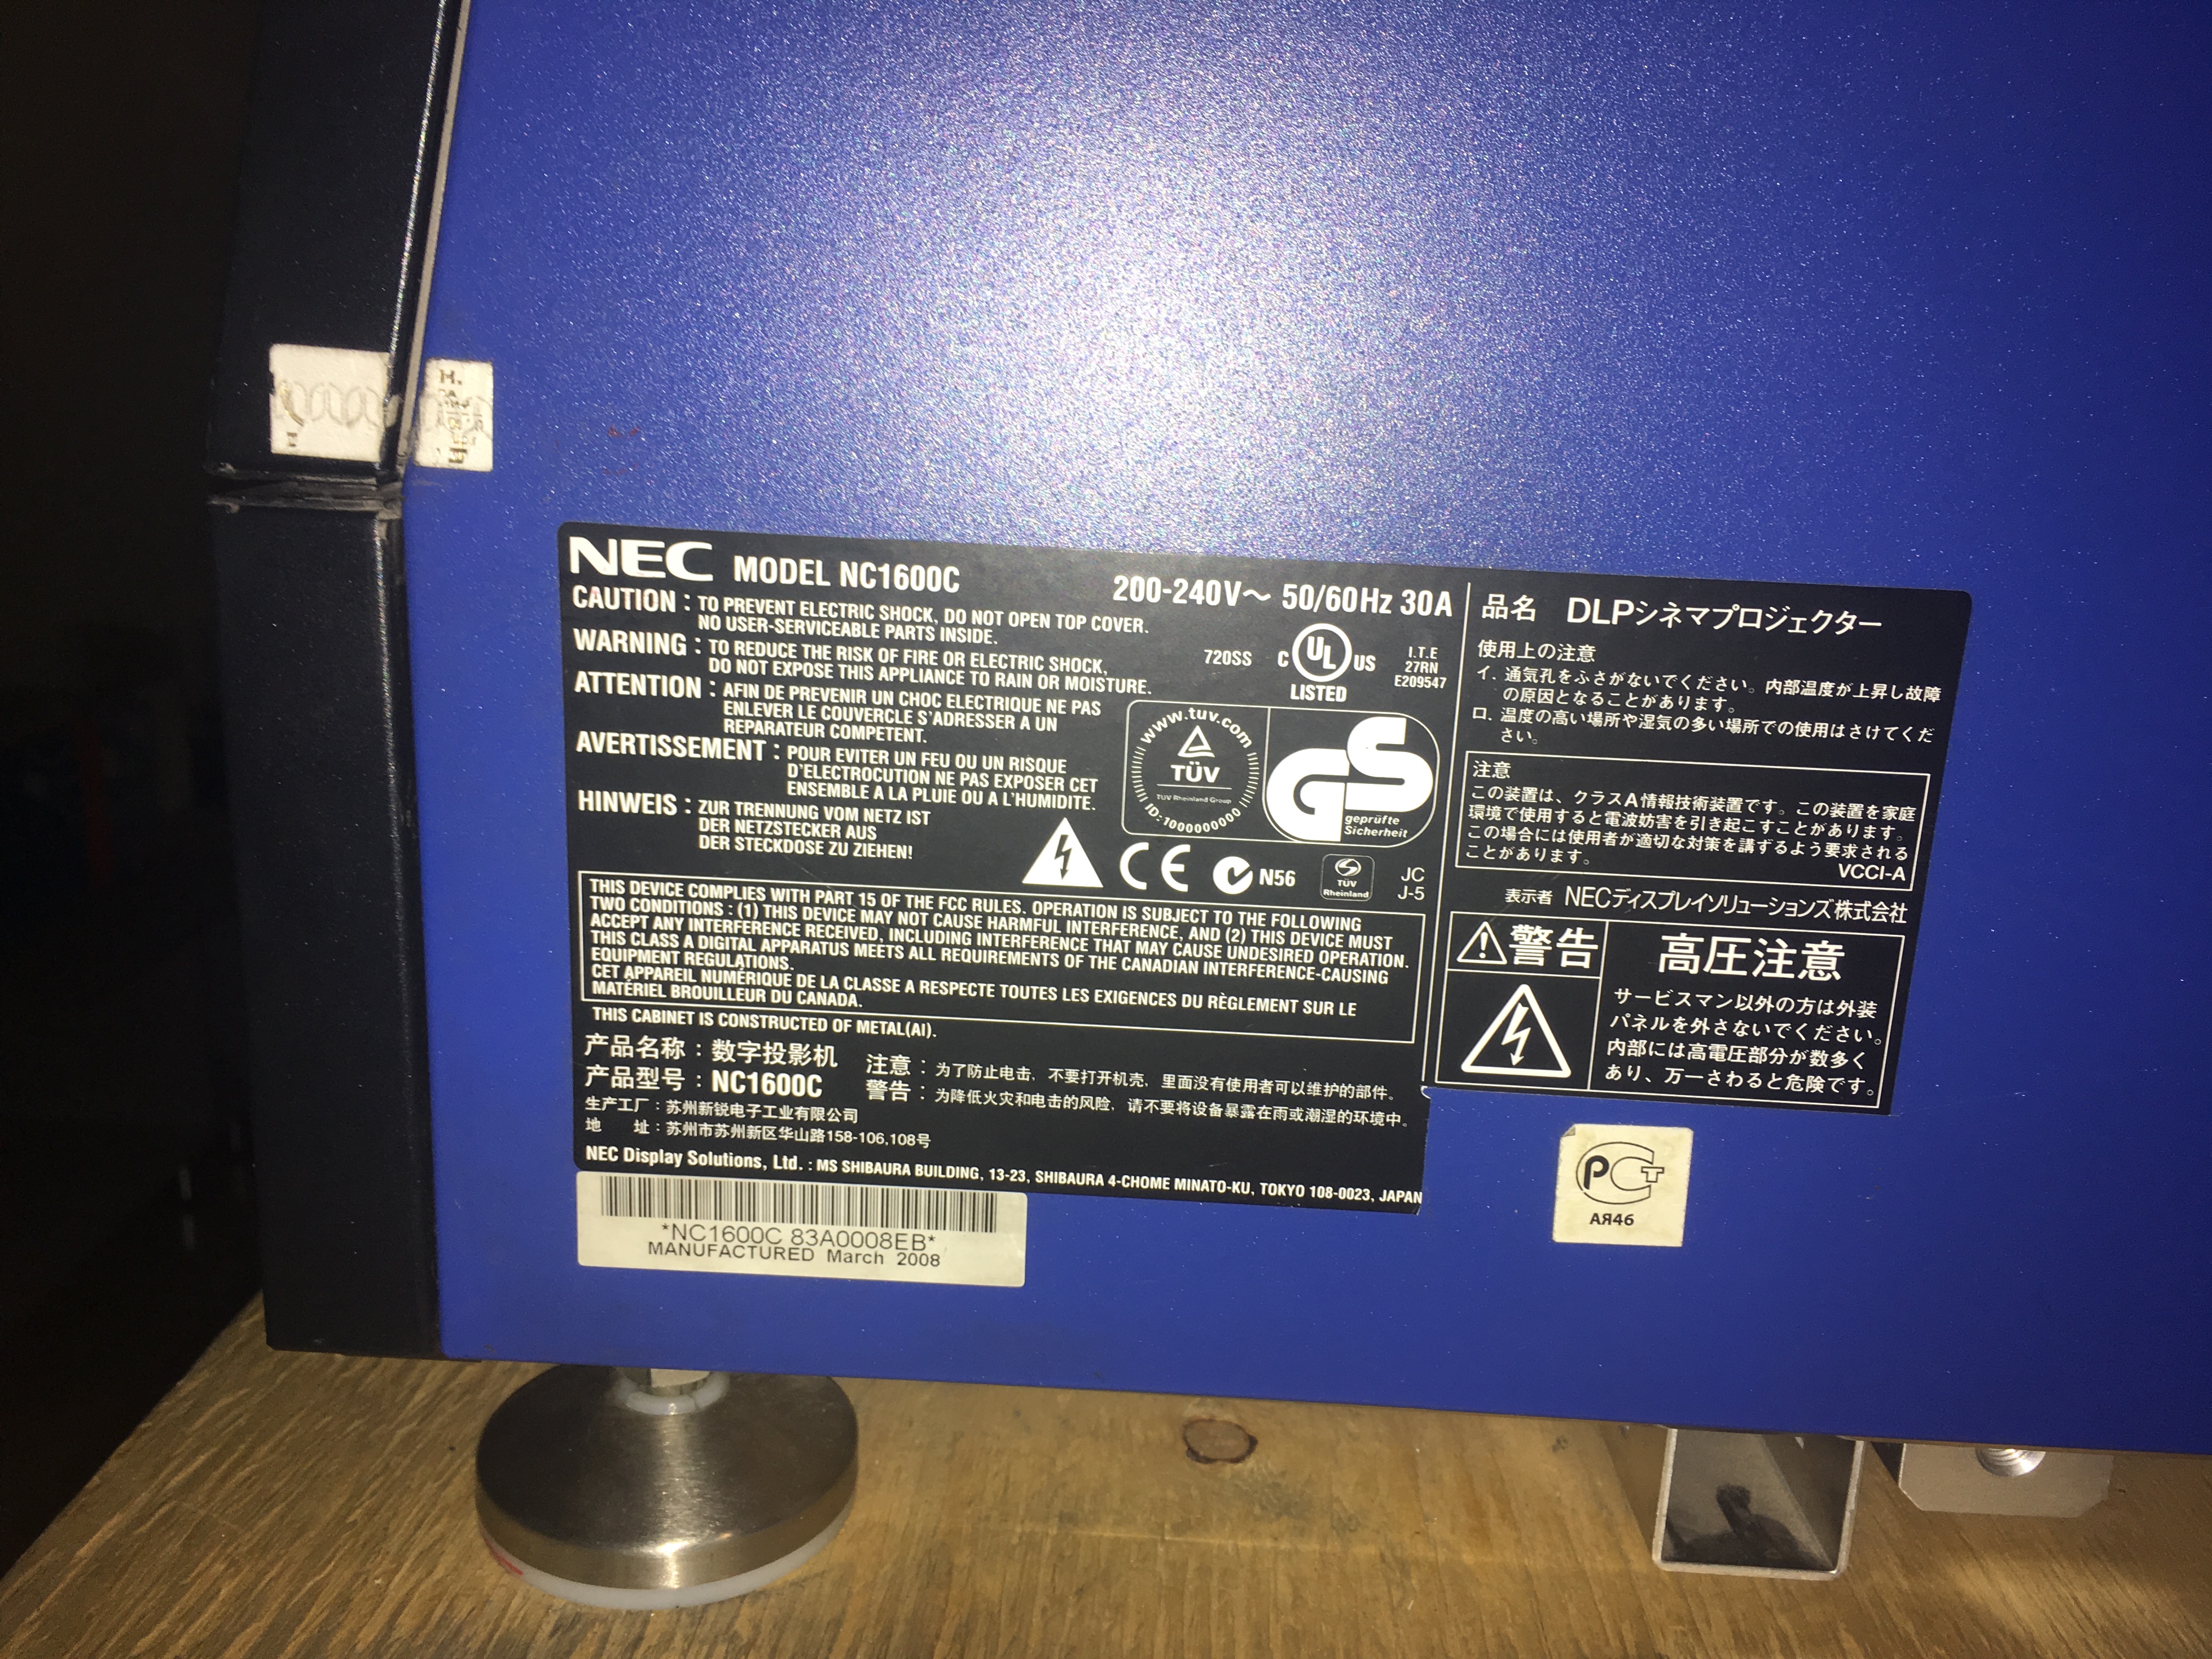 NEC MODEL NC1600C 200-240V～ 50/60Hz 30A
CAUTION : TO PREVENT ELECTRIC SHOCK, DO NOT OPEN TOP COVER.
NO USER-SERVICEABLE PARTS INSIDE.
WARNING : TO REDUCE THE RISK OF FIRE OR ELECTRIC SHOCK,
DO NOT EXPOSE THIS APPLIANCE TO RAIN OR MOISTURE.
ATTENTION : AFIN DE PREVENIR UN CHOC ELECTRIQUE NE PAS
ENLEVER LE COUVERCLE S'ADRESSER A UN
REPARATEUR COMPETENT.
AVERTISSEMENT : POUR EVITER UN FEU OU UN RISQUE
D'ELECTROCUTION NE PAS EXPOSER CET
ENSEMBLE A LA PLUIE OU A L'HUMIDITE.
HINWEIS : ZUR TRENNUNG VOM NETZ IST
DER NETZSTECKER AUS
DER STECKDOSE ZU ZIEHEN!
720SS
C UL US
LISTED
I.T.E
27RN
E209547
www.tuv.com
TÜV
TUV Rheinland Group
ID:1000000000
GS
geprüfte
Sicherheit
CE
N56
TÜV
Rheinland
JC
J-5
THIS DEVICE COMPLIES WITH PART 15 OF THE FCC RULES. OPERATION IS SUBJECT TO THE FOLLOWING
TWO CONDITIONS : (1) THIS DEVICE MAY NOT CAUSE HARMFUL INTERFERENCE, AND (2) THIS DEVICE MUST
ACCEPT ANY INTERFERENCE RECEIVED, INCLUDING INTERFERENCE THAT MAY CAUSE UNDESIRED OPERATION.
THIS CLASS A DIGITAL APPARATUS MEETS ALL REQUIREMENTS OF THE CANADIAN INTERFERENCE-CAUSING
EQUIPMENT REGULATIONS.
CET APPAREIL NUMÉRIQUE DE LA CLASSE A RESPECTE TOUTES LES EXIGENCES DU RÈGLEMENT SUR LE
MATÉRIEL BROUILLEUR DU CANADA.
THIS CABINET IS CONSTRUCTED OF METAL(Al).
产品名称：数字投影机
产品型号：NC1600C
注意：为了防止电击，不要打开机壳，里面没有使用者可以维护的部件。
警告：为降低火灾和电击的风险，请不要将设备暴露在雨或潮湿的环境中。
生产工厂：苏州新锐电子工业有限公司
地 址：苏州市苏州新区华山路158-106,108号
NEC Display Solutions, Ltd. : MS SHIBAURA BUILDING, 13-23, SHIBAURA 4-CHOME MINATO-KU, TOKYO 108-0023, JAPAN
品名 DLPシネマプロジェクター
使用上の注意
イ. 通気孔をふさがないでください。内部温度が上昇し故障
の原因となることがあります。
ロ. 温度の高い場所や湿気の多い場所での使用はさけてくだ
さい。
注意
この装置は、クラスA情報技術装置です。この装置を家庭
環境で使用すると電波妨害を引き起こすことがあります。
この場合には使用者が適切な対策を講ずるよう要求される
ことがあります。
VCCI-A
表示者 NECディスプレイソリューションズ株式会社
警告
高圧注意
サービスマン以外の方は外装
パネルを外さないでください。
内部には高電圧部分が数多く
あり、万一さわると危険です。
*NC1600C 83A0008EB*
MANUFACTURED March 2008
РСТ
АЯ46
H.